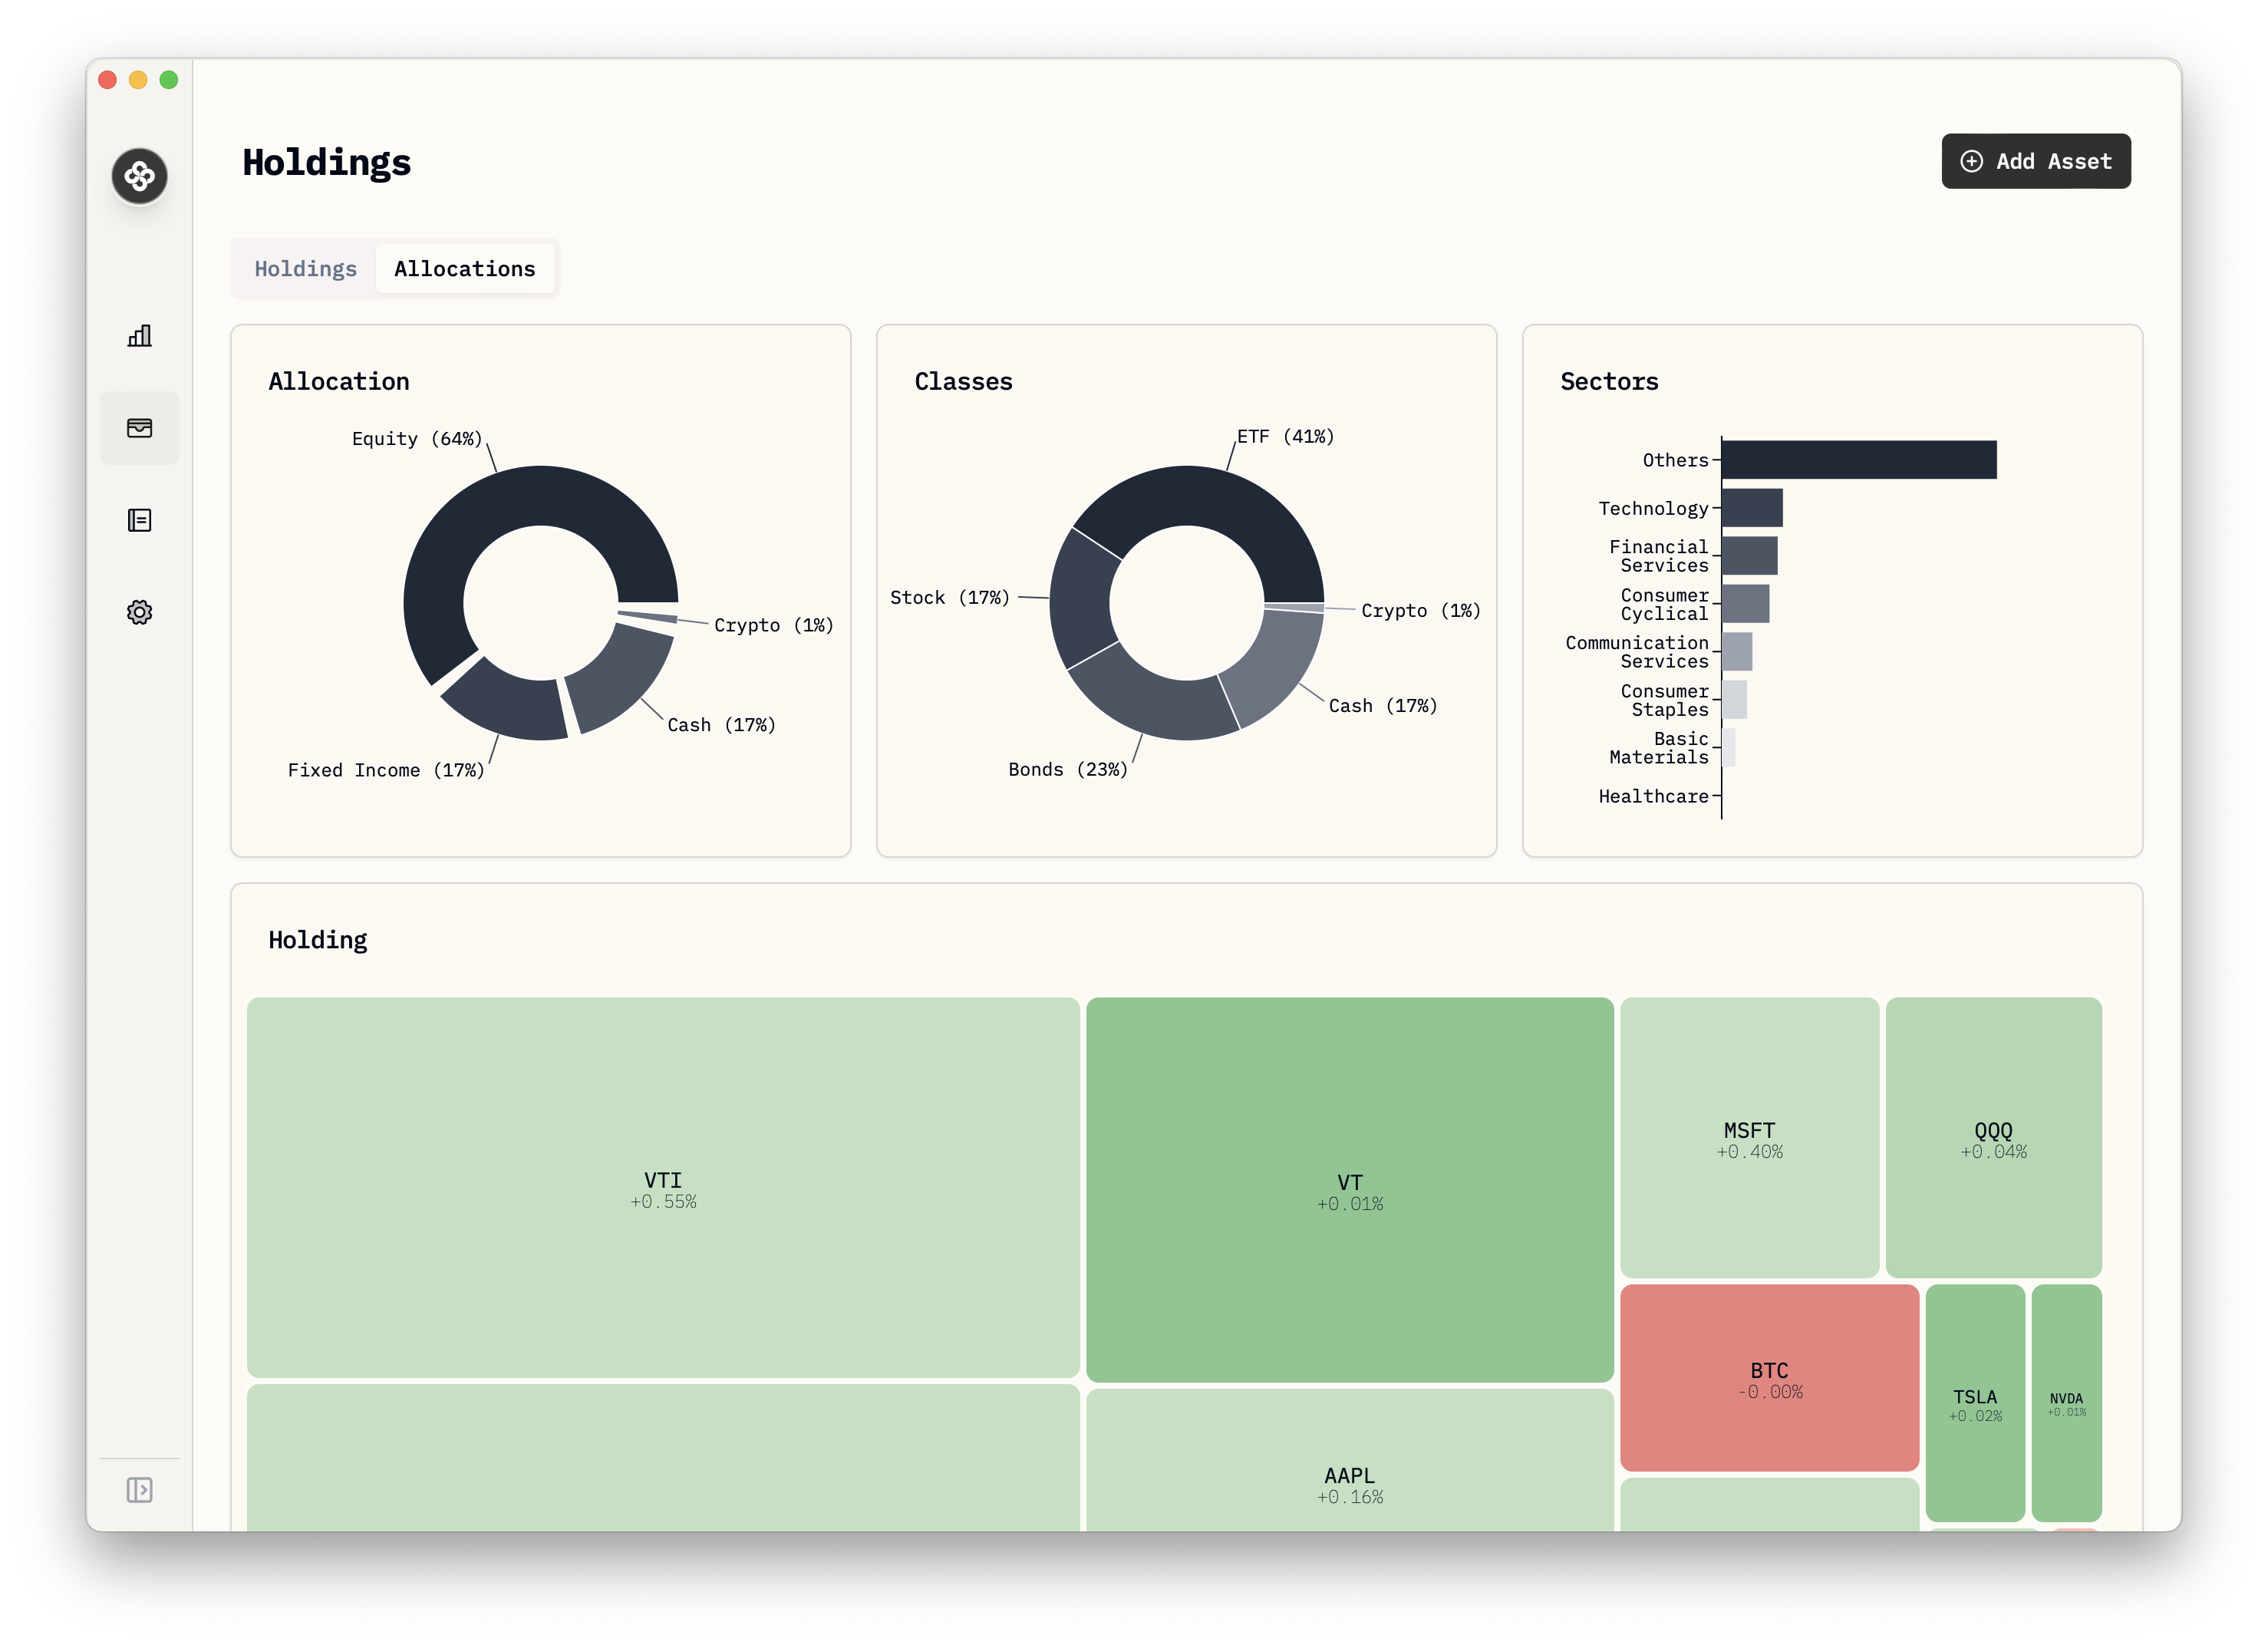 Holdings
Add Asset
Holdings
Allocations
Allocation
Equity (64%)
Crypto (1%)
Cash (17%)
Fixed Income (17%)
Classes
ETF (41%)
Stock (17%)
Crypto (1%)
Cash (17%)
Bonds (23%)
Sectors
Others
Technology
Financial
Services
Consumer
Cyclical
Communication
Services
Consumer
Staples
Basic
Materials
Healthcare
Holding
VTI
+0.55%
VT
+0.01%
MSFT
+0.40%
QQQ
+0.04%
BTC
-0.00%
TSLA
+0.02%
NVDA
+0.01%
AAPL
+0.16%